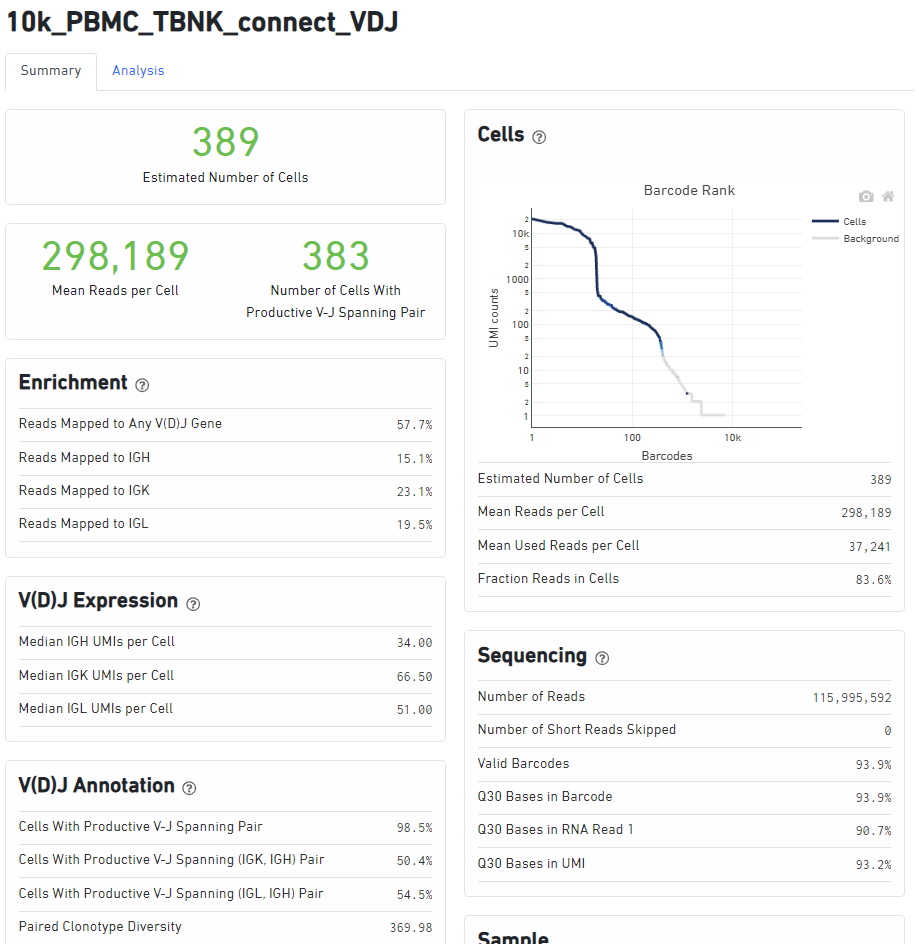 10k_PBMC_TBNK_connect_VDJ
Summary
Analysis
389
Estimated Number of Cells
298,189
Mean Reads per Cell
383
Number of Cells With
Productive V-J Spanning Pair
Enrichment ?
Reads Mapped to Any V(D)J Gene 57.7%
Reads Mapped to IGH 15.1%
Reads Mapped to IGK 23.1%
Reads Mapped to IGL 19.5%
V(D)J Expression ?
Median IGH UMIs per Cell 34.00
Median IGK UMIs per Cell 66.50
Median IGL UMIs per Cell 51.00
V(D)J Annotation ?
Cells With Productive V-J Spanning Pair 98.5%
Cells With Productive V-J Spanning (IGK, IGH) Pair 50.4%
Cells With Productive V-J Spanning (IGL, IGH) Pair 54.5%
Paired Clonotype Diversity 369.98
Cells ?
Barcode Rank
Cells
Background
UMI counts
2
10k
5
2
1000
5
2
100
5
2
10
5
2
1
1 100 10k
Barcodes
Estimated Number of Cells 389
Mean Reads per Cell 298,189
Mean Used Reads per Cell 37,241
Fraction Reads in Cells 83.6%
Sequencing ?
Number of Reads 115,995,592
Number of Short Reads Skipped 0
Valid Barcodes 93.9%
Q30 Bases in Barcode 93.9%
Q30 Bases in RNA Read 1 90.7%
Q30 Bases in UMI 93.2%
Sample